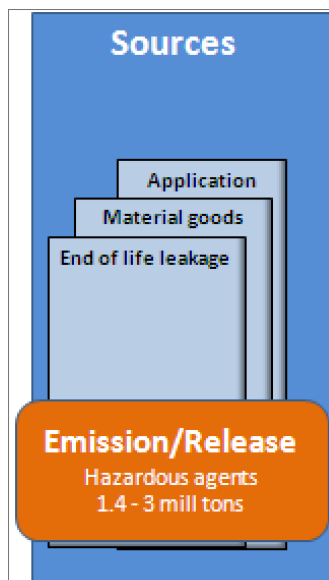 Sources
Application
Material goods
End of life leakage
Emission/Release
Hazardous agents
1.4 - 3 mill tons